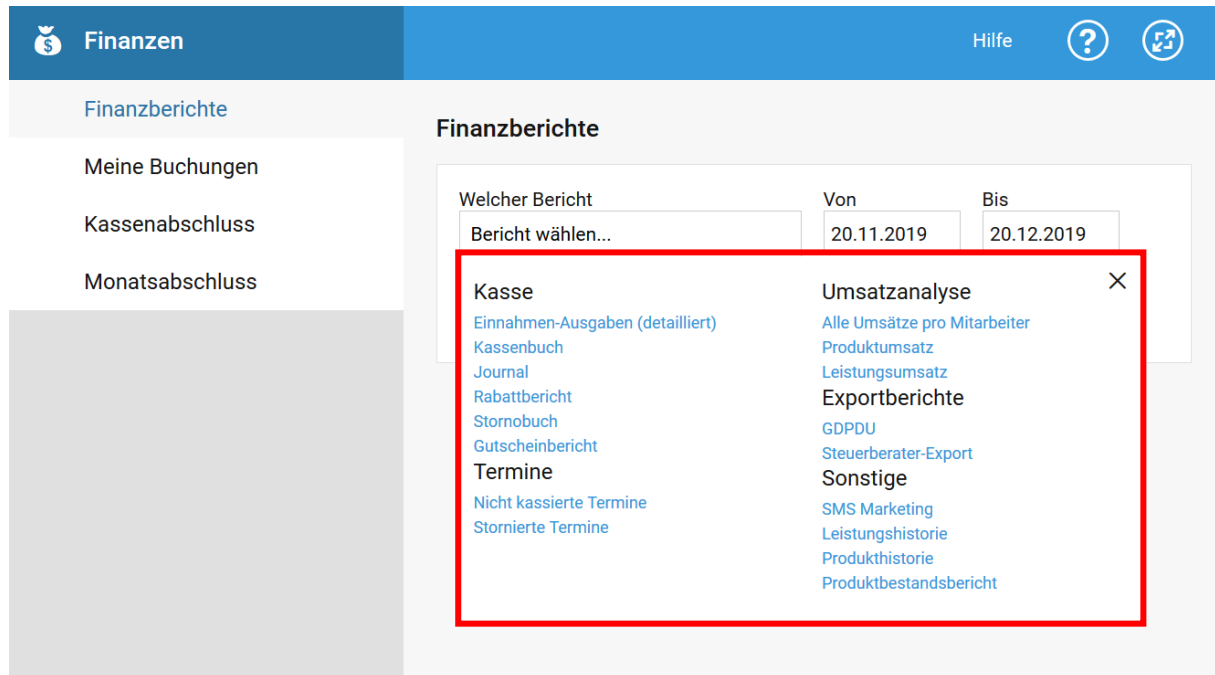 Finanzen
Hilfe
?
Finanzberichte
Meine Buchungen
Kassenabschluss
Monatsabschluss
Finanzberichte
Welcher Bericht
Von
Bis
Bericht wählen...
20.11.2019
20.12.2019
Kasse
Einnahmen-Ausgaben (detailliert)
Kassenbuch
Journal
Rabattbericht
Stornobuch
Gutscheinbericht
Termine
Nicht kassierte Termine
Stornierte Termine
Umsatzanalyse
Alle Umsätze pro Mitarbeiter
Produktumsatz
Leistungsumsatz
Exportberichte
GDPDU
Steuerberater-Export
Sonstige
SMS Marketing
Leistungshistorie
Produkthistorie
Produktbestandsbericht